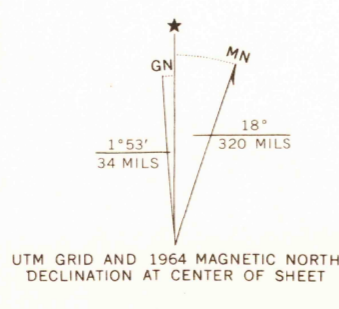 GN
MN
1°53′
34 MILS
18°
320 MILS
UTM GRID AND 1964 MAGNETIC NORTH
DECLINATION AT CENTER OF SHEET